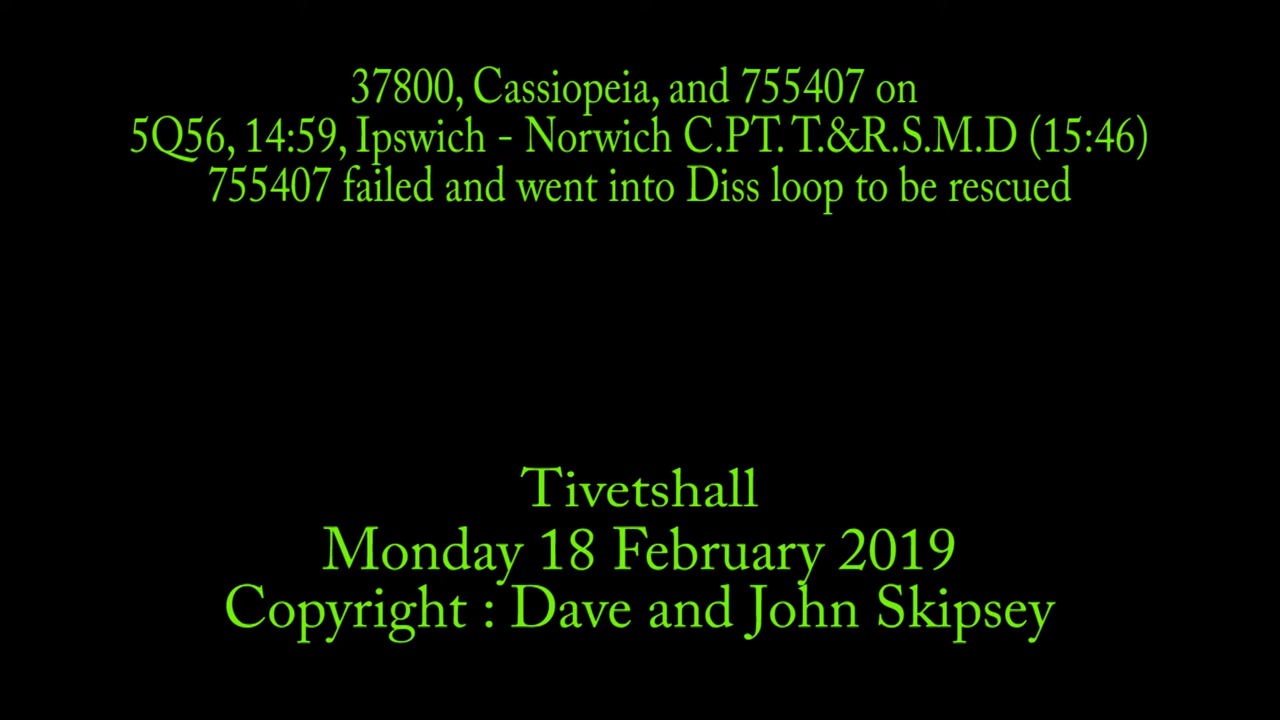 37800, Cassiopeia, and 755407 on
5Q56, 14:59, Ipswich - Norwich C.PT. T.&R.S.M.D (15:46)
755407 failed and went into Diss loop to be rescued
Tivetshall
Monday 18 February 2019
Copyright : Dave and John Skipsey